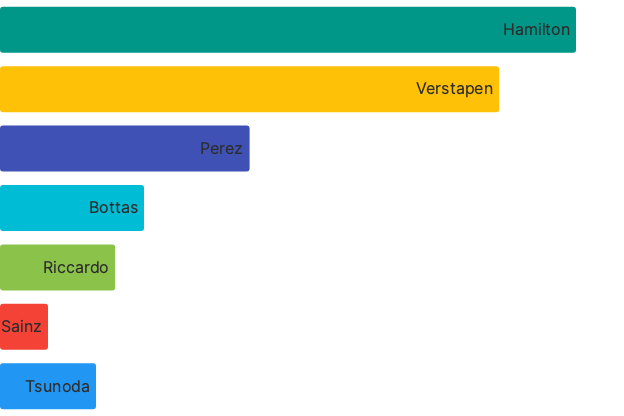 Hamilton
Verstapen
Perez
Bottas
Riccardo
Sainz
Tsunoda